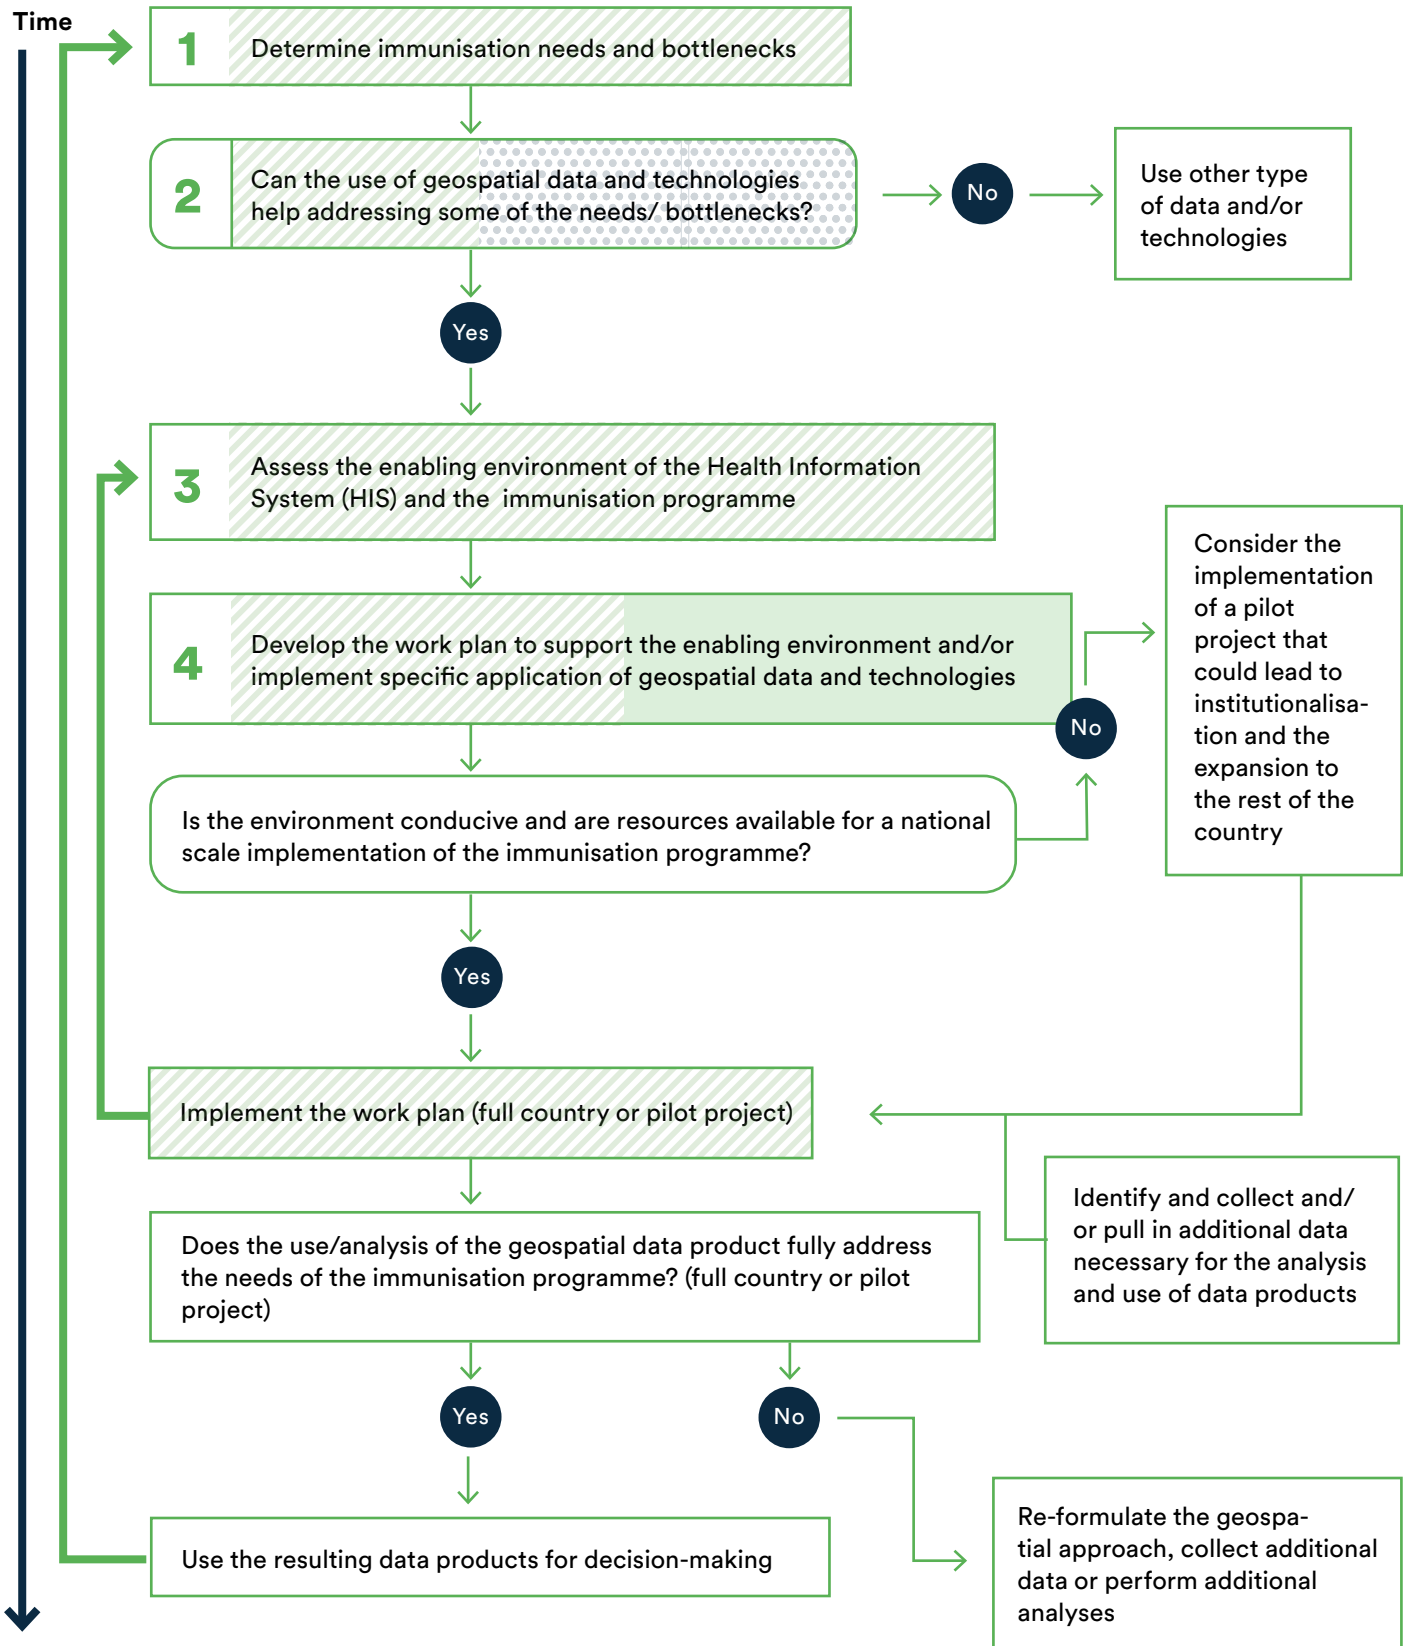 Time
1
Determine immunisation needs and bottlenecks
2
Can the use of geospatial data and technologies
help addressing some of the needs/ bottlenecks?
No
Use other type
of data and/or
technologies
Yes
3
Assess the enabling environment of the Health Information
System (HIS) and the immunisation programme
4
Develop the work plan to support the enabling environment and/or
implement specific application of geospatial data and technologies
No
Consider the
implementation
of a pilot
project that
could lead to
institutionalisa-
tion and the
expansion to
the rest of the
country
Is the environment conducive and are resources available for a national
scale implementation of the immunisation programme?
Yes
Implement the work plan (full country or pilot project)
Identify and collect and/
or pull in additional data
necessary for the analysis
and use of data products
Does the use/analysis of the geospatial data product fully address
the needs of the immunisation programme? (full country or pilot
project)
Yes
No
Use the resulting data products for decision-making
Re-formulate the geospa-
tial approach, collect additional
data or perform additional
analyses